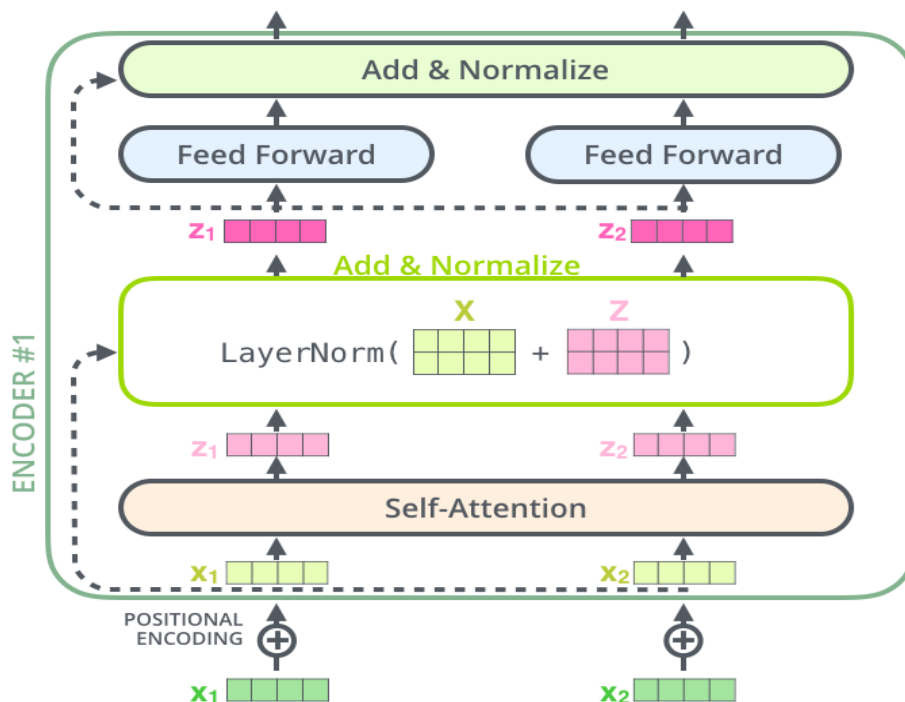 Add & Normalize
Feed Forward Feed Forward
z1 z2
Add & Normalize
X Z
LayerNorm( + )
ENCODER #1
z1 z2
Self-Attention
x1 x2
POSITIONAL
ENCODING
x1 x2